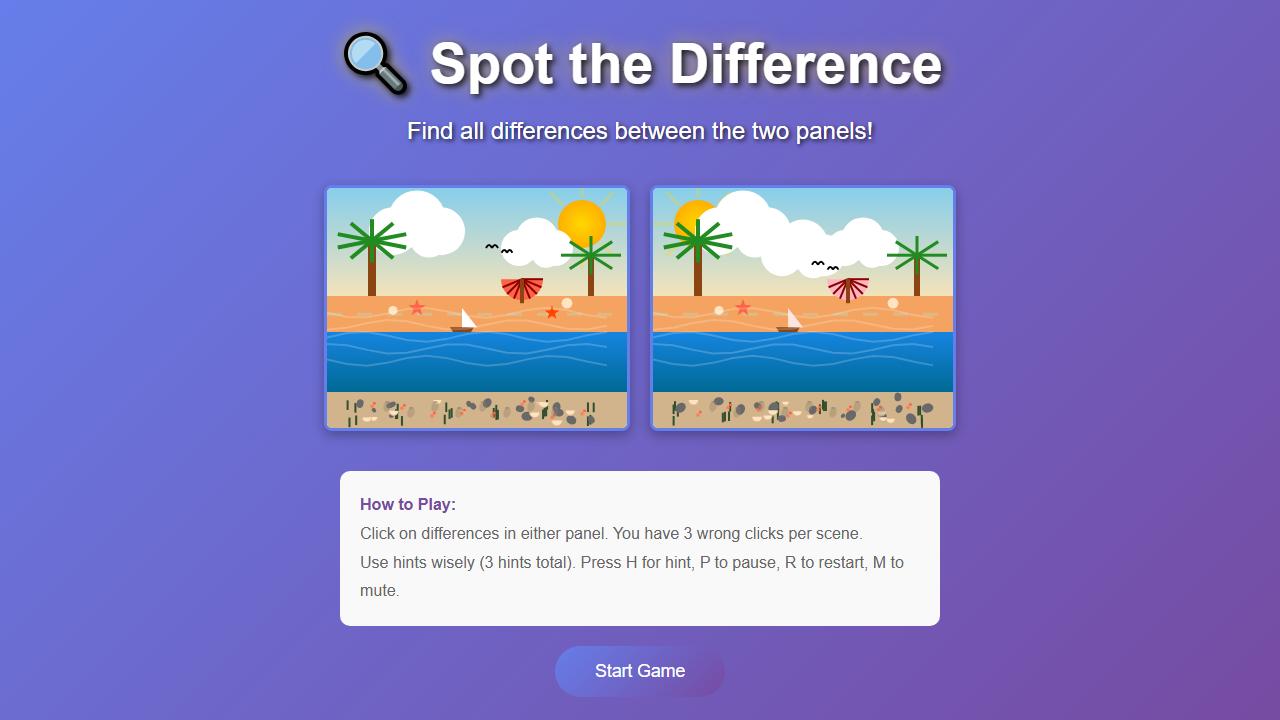 Spot the Difference
Find all differences between the two panels!
How to Play:
Click on differences in either panel. You have 3 wrong clicks per scene.
Use hints wisely (3 hints total). Press H for hint, P to pause, R to restart, M to
mute.
Start Game